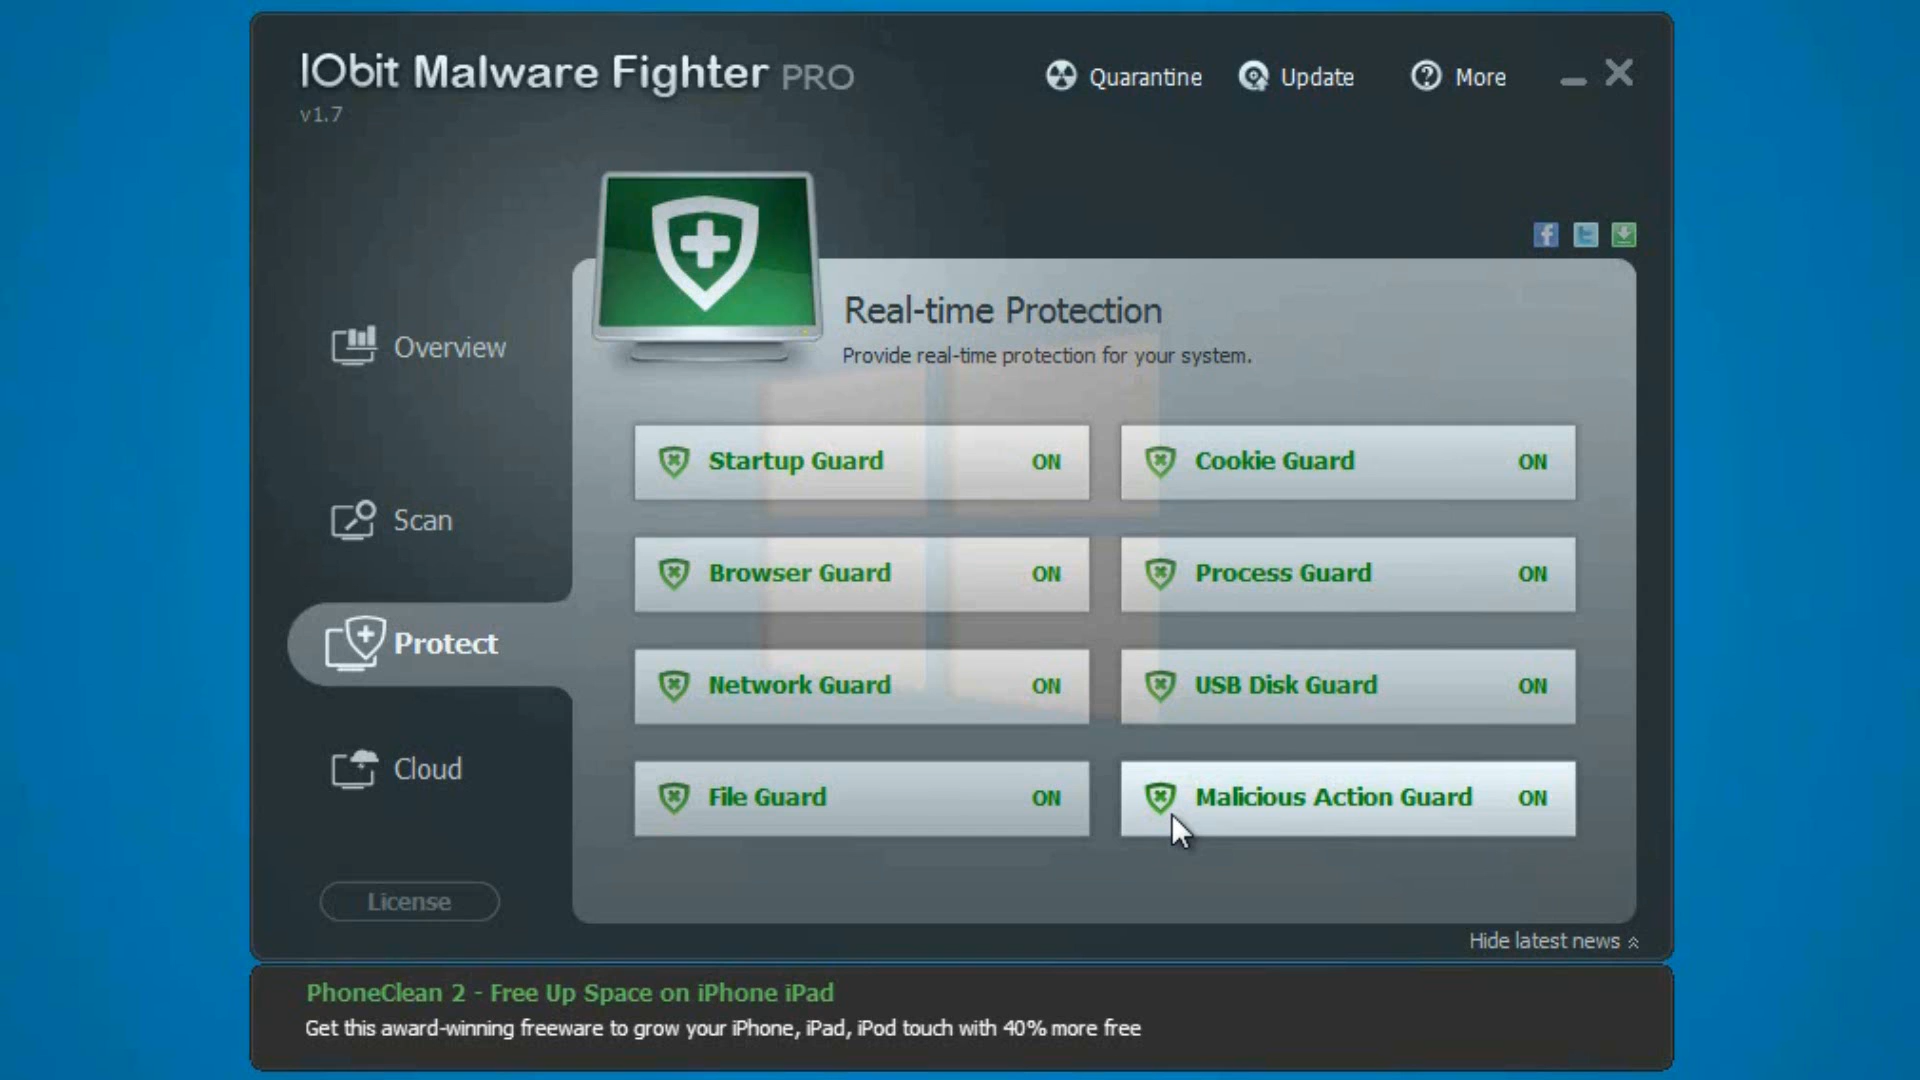 IObit Malware Fighter PRO
v1.7
Quarantine
Update
More
Overview
Scan
Protect
Cloud
License
Real-time Protection
Provide real-time protection for your system.
Startup Guard ON
Cookie Guard ON
Browser Guard ON
Process Guard ON
Network Guard ON
USB Disk Guard ON
File Guard ON
Malicious Action Guard ON
Hide latest news
PhoneClean 2 - Free Up Space on iPhone iPad
Get this award-winning freeware to grow your iPhone, iPad, iPod touch with 40% more free